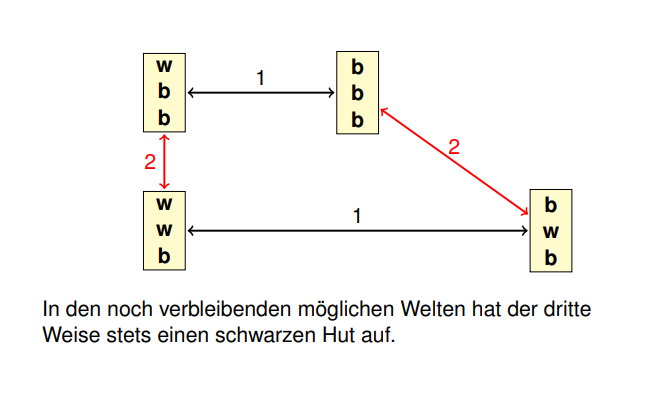 w
b
b
1
b
b
b
2
2
w
w
b
1
b
w
b
In den noch verbleibenden möglichen Welten hat der dritte
Weise stets einen schwarzen Hut auf.